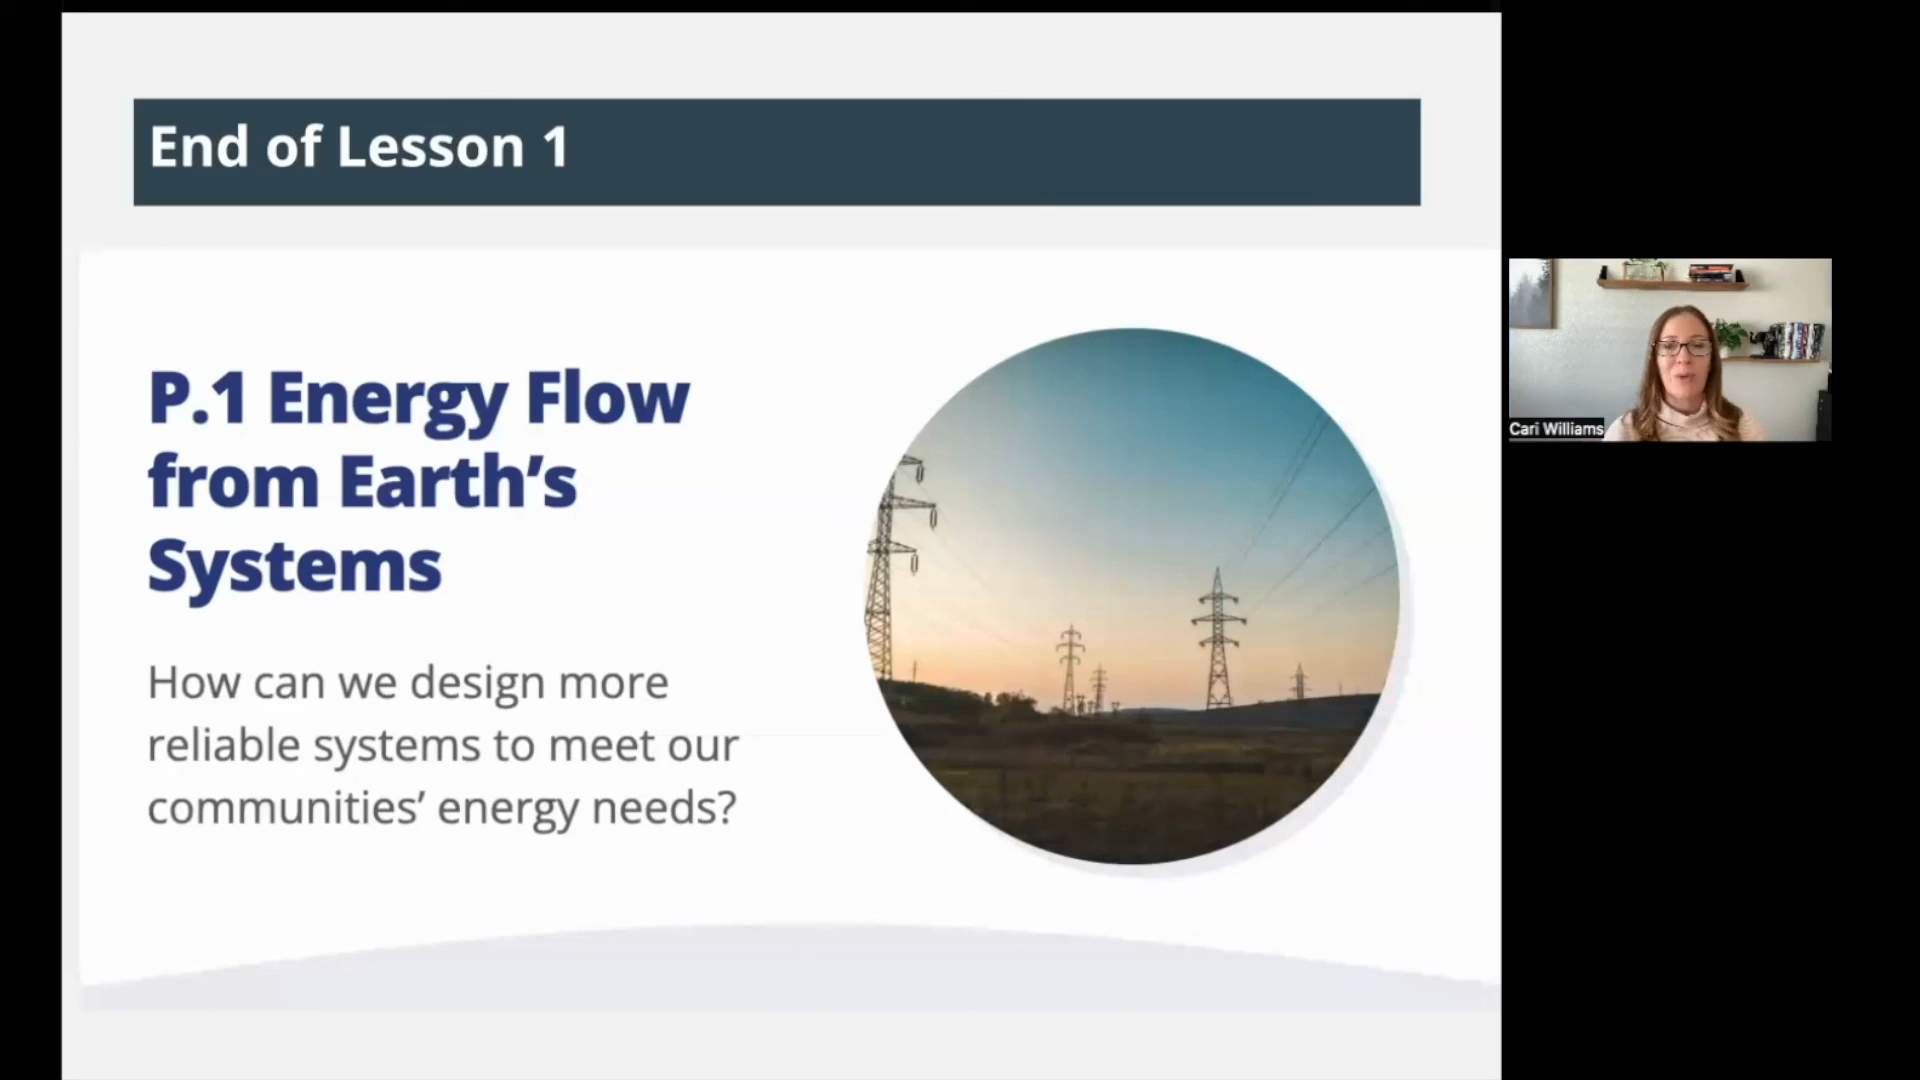 End of Lesson 1
P.1 Energy Flow
from Earth’s
Systems
How can we design more
reliable systems to meet our
communities’ energy needs?
Cari Williams